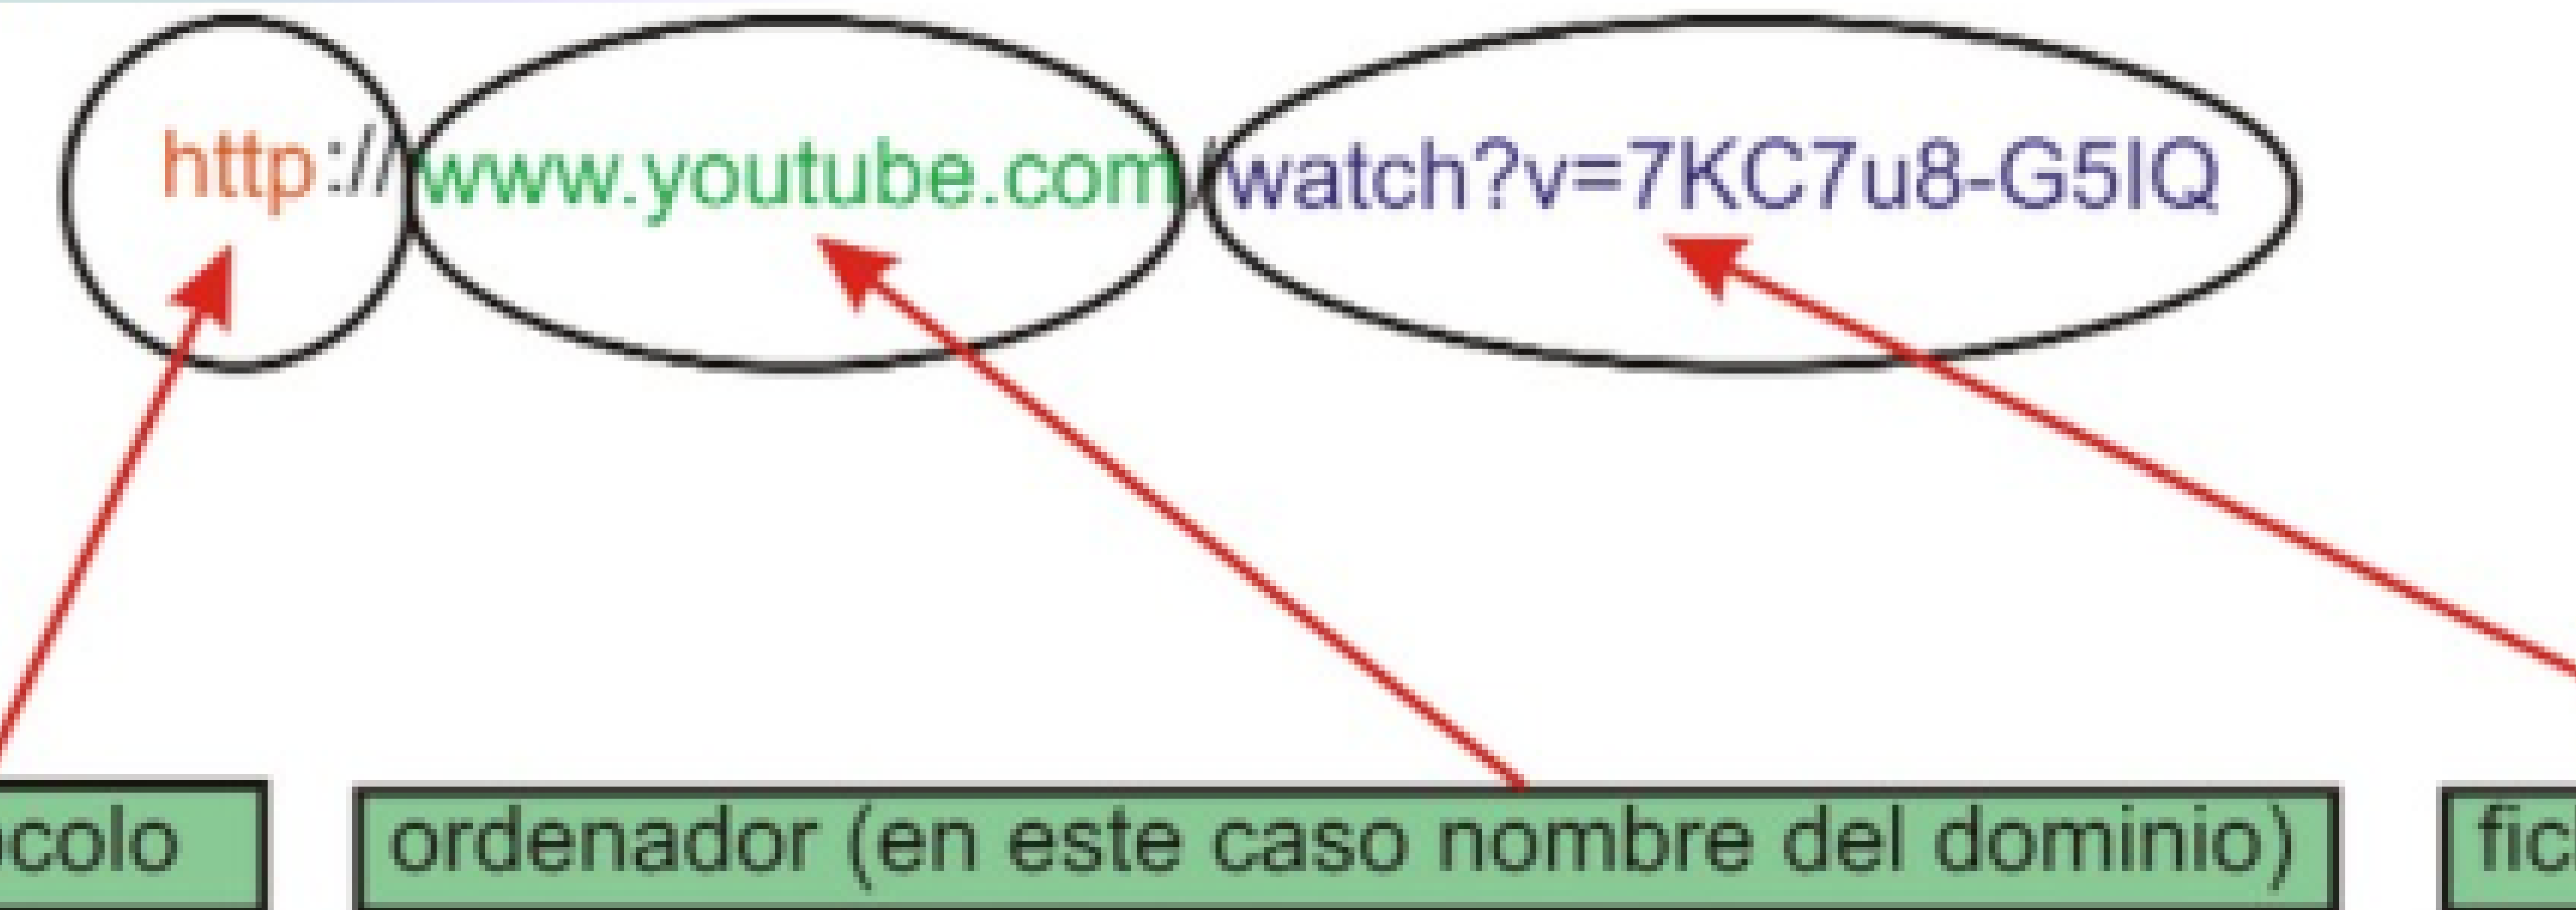 http://www.youtube.com/watch?v=7KC7u8-G5IQ
ocolo
ordenador (en este caso nombre del dominio)
fic